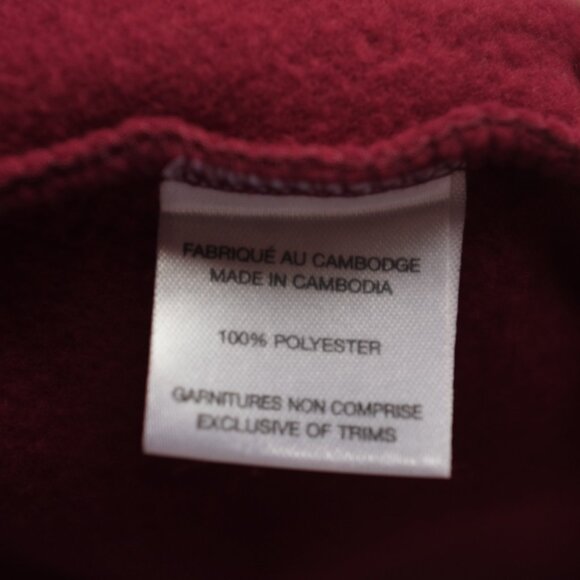 FABRIQUÉ AU CAMBODGE
MADE IN CAMBODIA
100% POLYESTER
GARNITURES NON COMPRISE
EXCLUSIVE OF TRIMS